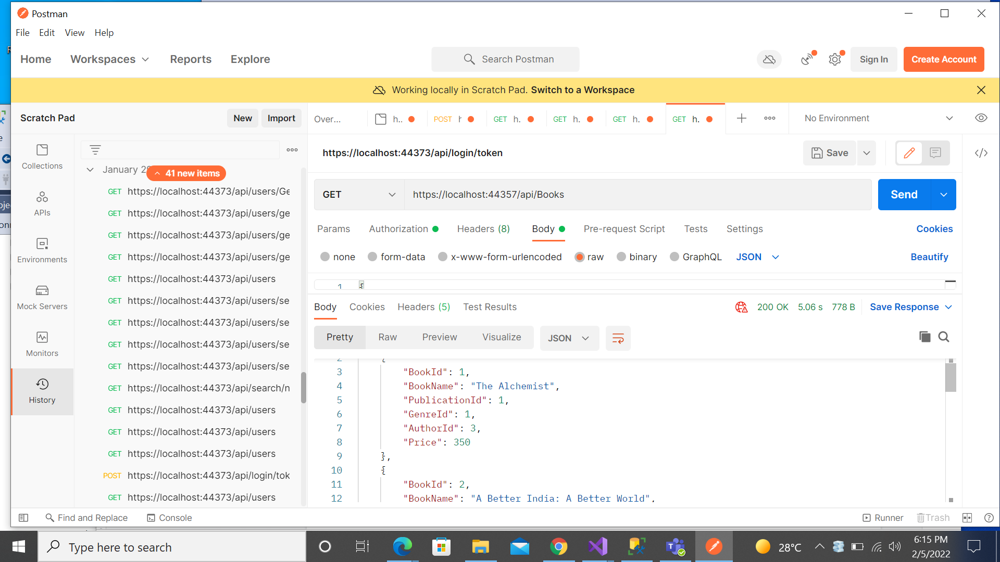 Postman
File Edit View Help
Home Workspaces Reports Explore Search Postman Sign In Create Account
Working locally in Scratch Pad. Switch to a Workspace
Scratch Pad New Import Over... h.. POST h GET h. GET h. GET h. GET h. No Environment
https://localhost:44373/api/login/token Save
Collections
APIs
Environments
Mock Servers
Monitors
History
January 20
41 new items
GET https://localhost:44373/api/users/Ge
GET https://localhost:44373/api/users/ge
GET https://localhost:44373/api/users/ge
GET https://localhost:44373/api/users/ge
GET https://localhost:44373/api/users
GET https://localhost:44373/api/users/se
GET https://localhost:44373/api/users/se
GET https://localhost:44373/api/users/se
GET https://localhost:44373/api/users/se
GET https://localhost:44373/api/search/n
GET https://localhost:44373/api/users
GET https://localhost:44373/api/users
GET https://localhost:44373/api/users
POST https://localhost:44373/api/login/tok
GET https://localhost:44373/api/users
GET https://localhost:44357/api/Books Send
Params Authorization Headers (8) Body Pre-request Script Tests Settings Cookies
none form-data x-www-form-urlencoded raw binary GraphQL JSON Beautify
1 {
Body Cookies Headers (5) Test Results 200 OK 5.06 s 778 B Save Response
Pretty Raw Preview Visualize JSON
2 {
3 "BookId": 1,
4 "BookName": "The Alchemist",
5 "PublicationId": 1,
6 "GenreId": 1,
7 "AuthorId": 3,
8 "Price": 350
9 },
10 {
11 "BookId": 2,
12 "BookName": "A Better India: A Better World",
Find and Replace Console Runner Trash
Type here to search 28°C 6:15 PM
2/5/2022